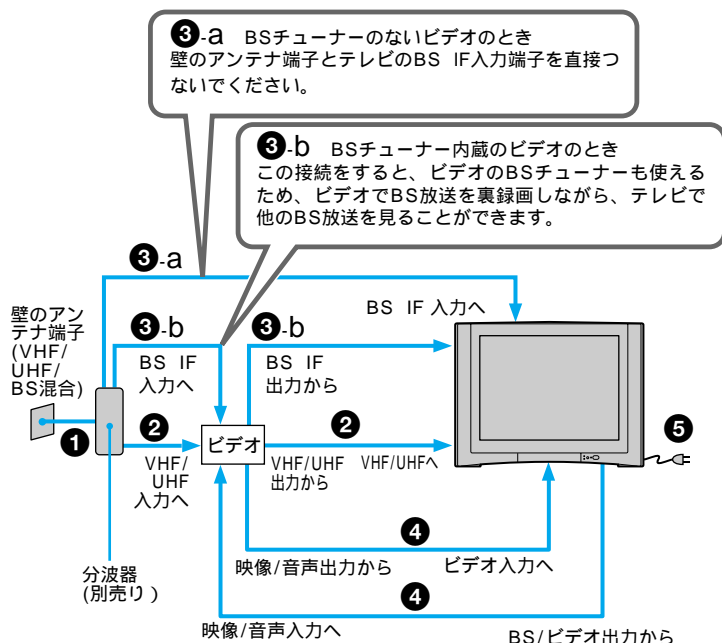 ❸-a BSチューナーのないビデオのとき
壁のアンテナ端子とテレビのBS IF入力端子を直接つ
ないでください。
❸-b BSチューナー内蔵のビデオのとき
この接続をすると、ビデオのBSチューナーも使える
ため、ビデオでBS放送を裏録画しながら、テレビで
他のBS放送を見ることができます。
❸-a
壁のアン
テナ端子
(VHF/
UHF/
BS混合)
❸-b
BS IF
入力へ
❸-b
BS IF
出力から
BS IF 入力へ
❶
❷
VHF/
UHF
入力へ
ビデオ
❷
VHF/UHF
出力から
VHF/UHFへ
❺
❹
映像/音声出力から
ビデオ入力へ
分波器
(別売り)
❹
映像/音声入力へ
BS/ビデオ出力から